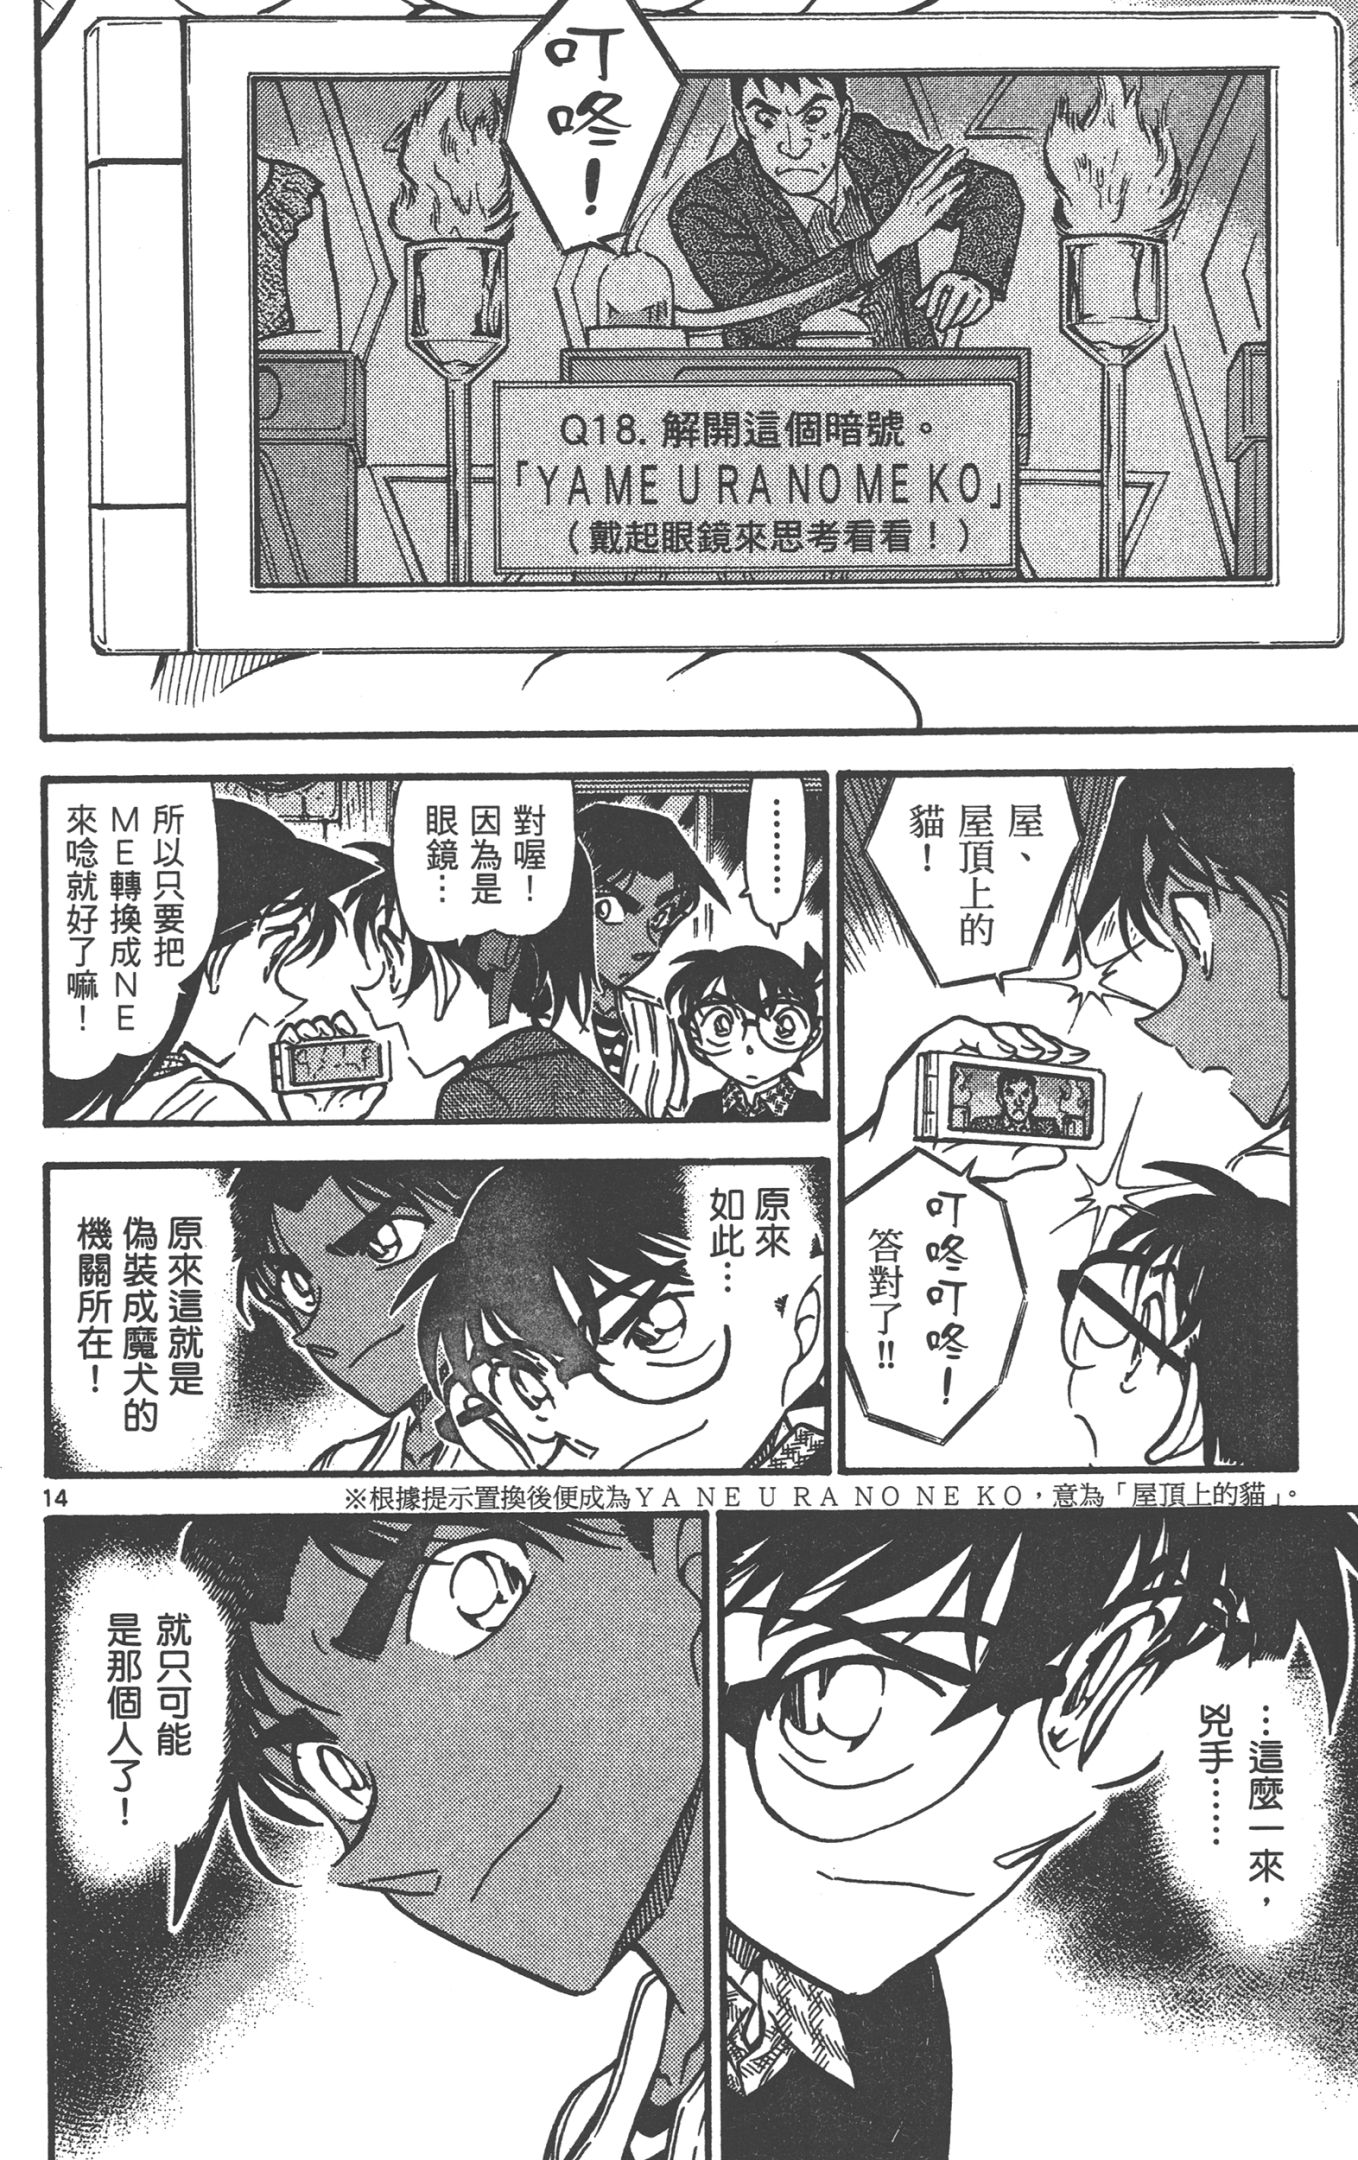 叮
咚！
Q18. 解開這個暗號。
「YA ME U RA NO ME KO」
（戴起眼鏡來思考看看！）
屋、
屋頂上的
貓！
叮咚叮咚！
答對了!!
………
對喔！
因為是
眼鏡…
所以只要把
ME轉換成NE
來唸就好了嘛！
原來
如此…
原來這就是
偽裝成魔犬的
機關所在！
14
※根據提示置換後便成為YA NE U RA NO NE KO，意為「屋頂上的貓」。
…這麼一來，
兇手……
就只可能
是那個人了！